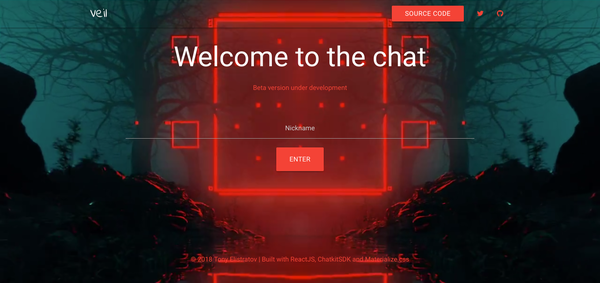 veil
SOURCE CODE
Welcome to the chat
Beta version under development
Nickname
ENTER
© 2018 Tony Elistratov | Built with ReactJS, ChatkitSDK and Materialize.css